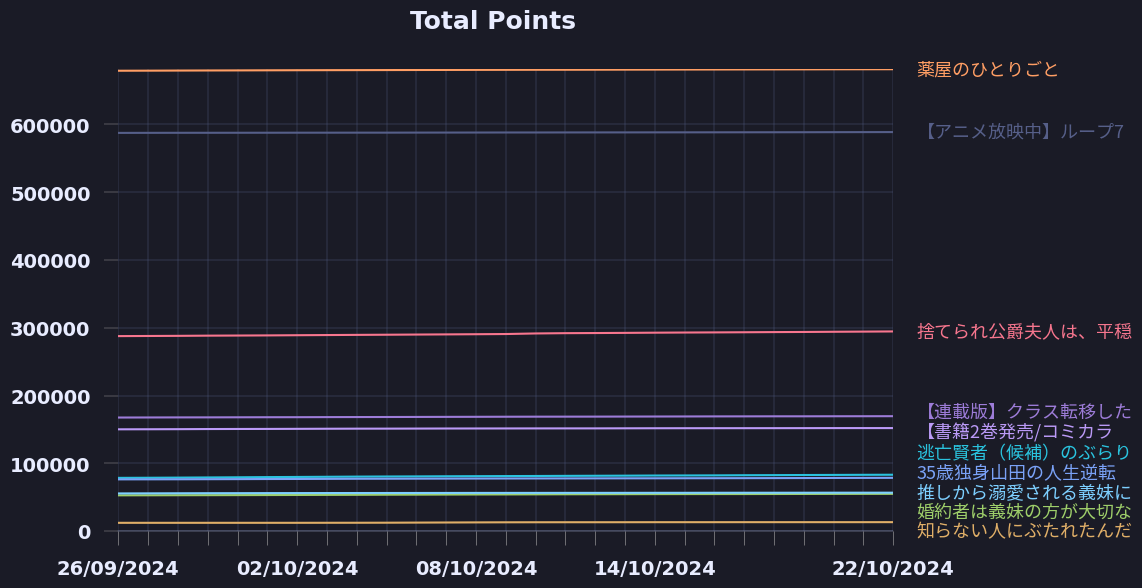 Total Points
薬屋のひとりごと
600000
【アニメ放映中】ループ7
500000
400000
300000
捨てられ公爵夫人は、平穏
200000
【連載版】クラス転移した
【書籍2巻発売/コミカラ
逃亡賢者（候補）のぶらり
100000
35歳独身山田の人生逆転
推しから溺愛される義妹に
婚約者は義妹の方が大切な
0
知らない人にぶたれたんだ
26/09/2024
02/10/2024
08/10/2024
14/10/2024
22/10/2024